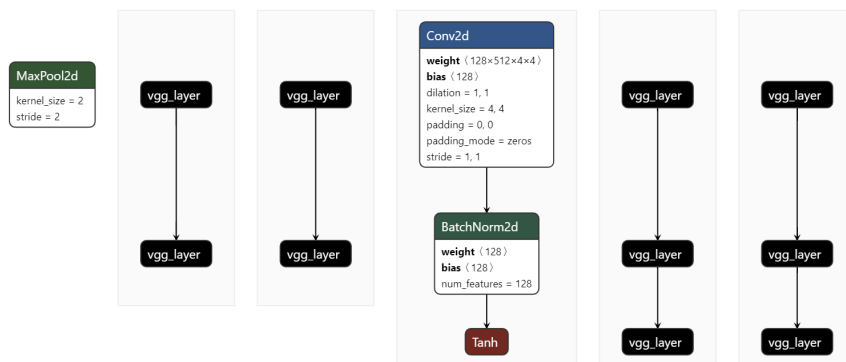 MaxPool2d
kernel_size = 2
stride = 2
vgg_layer
vgg_layer
vgg_layer
vgg_layer
Conv2d
weight 〈128×512×4×4〉
bias 〈128〉
dilation = 1, 1
kernel_size = 4, 4
padding = 0, 0
padding_mode = zeros
stride = 1, 1
BatchNorm2d
weight 〈128〉
bias 〈128〉
num_features = 128
Tanh
vgg_layer
vgg_layer
vgg_layer
vgg_layer
vgg_layer
vgg_layer